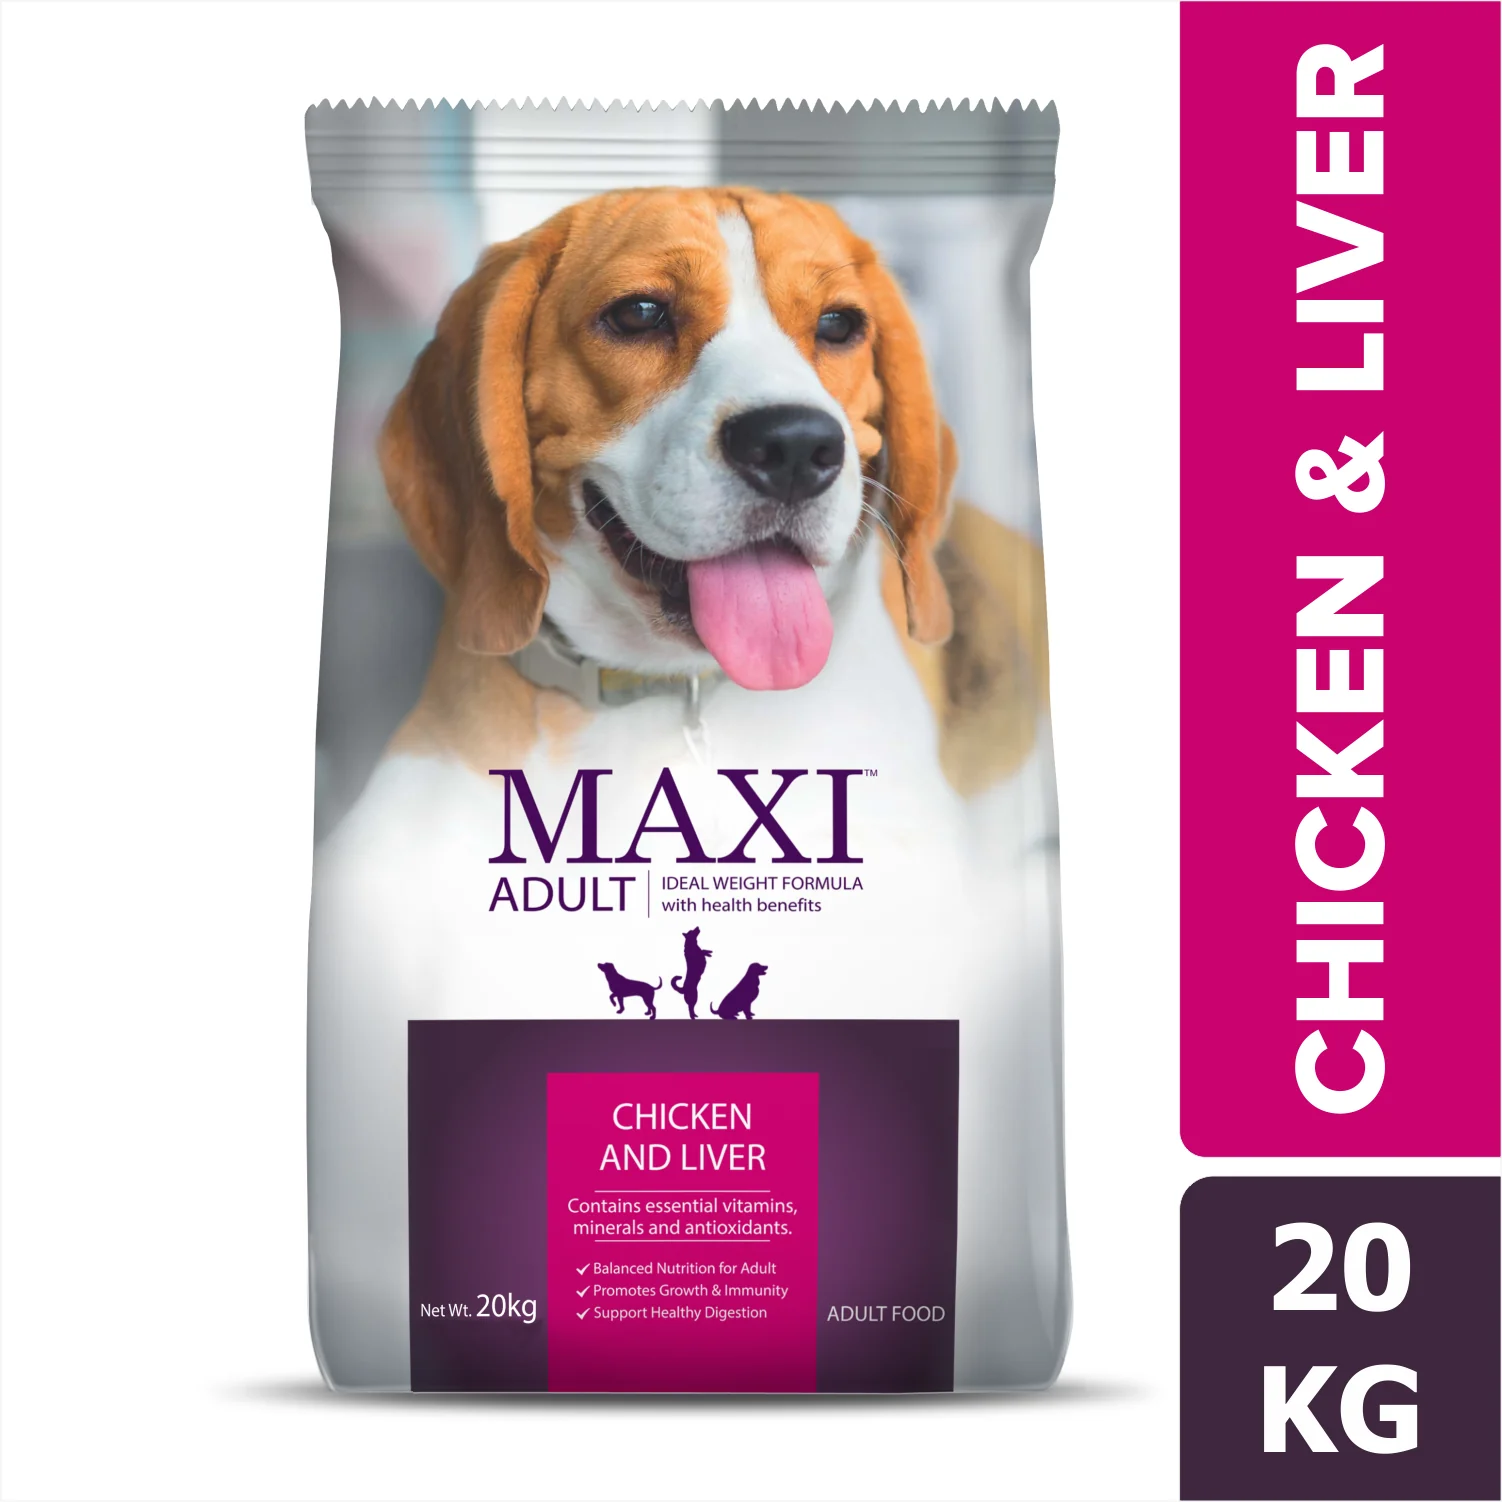 MAXI™
ADULT
IDEAL WEIGHT FORMULA
with health benefits
CHICKEN
AND LIVER
Contains essential vitamins,
minerals and antioxidants.
Balanced Nutrition for Adult
Promotes Growth & Immunity
Support Healthy Digestion
Net Wt. 20kg
ADULT FOOD
CHICKEN & LIVER
20
KG